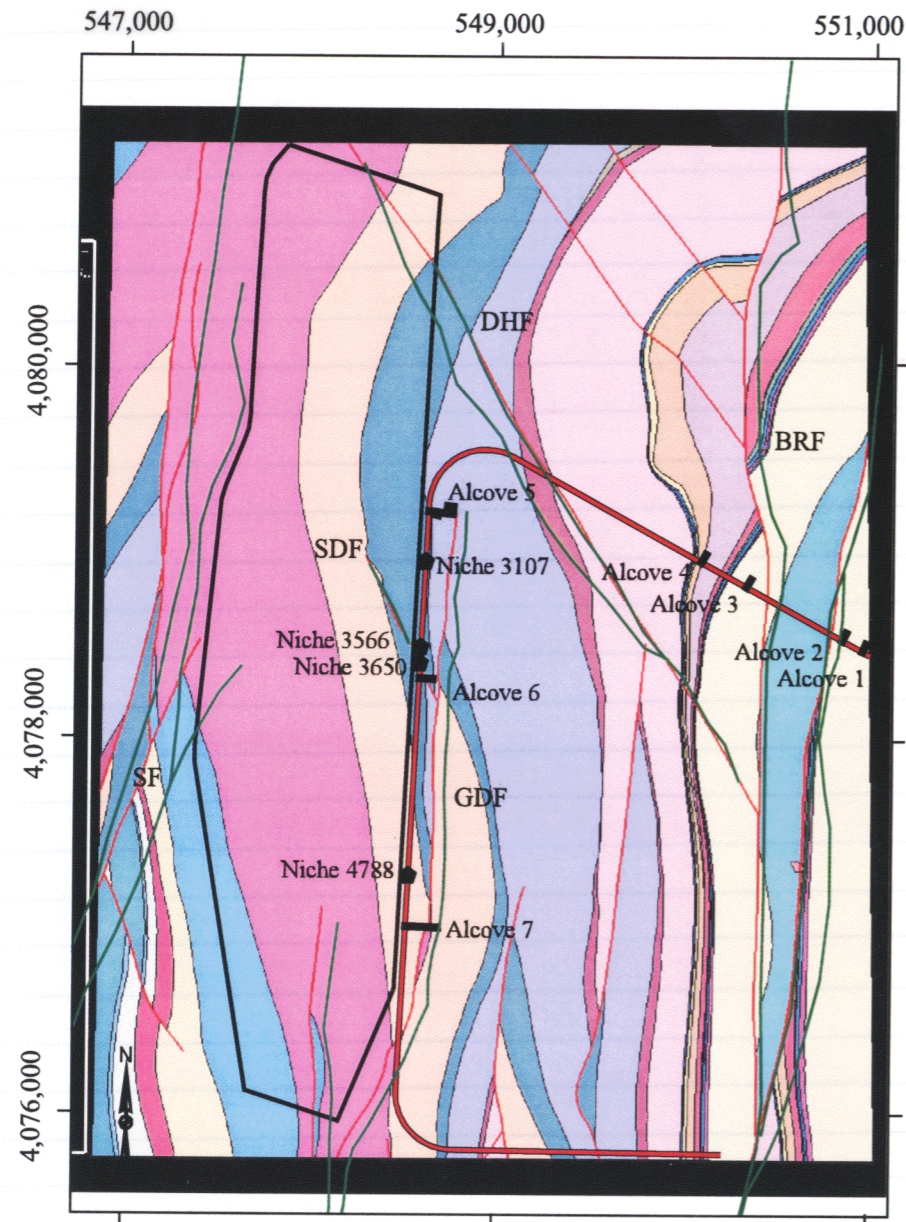 547,000
549,000
551,000
4,080,000
DHF
BRF
Alcove 5
SDF
Niche 3107
Alcove 4
Alcove 3
Niche 3566
Niche 3650
Alcove 2
Alcove 1
Alcove 6
4,078,000
SF
GDF
Niche 4788
Alcove 7
N
4,076,000